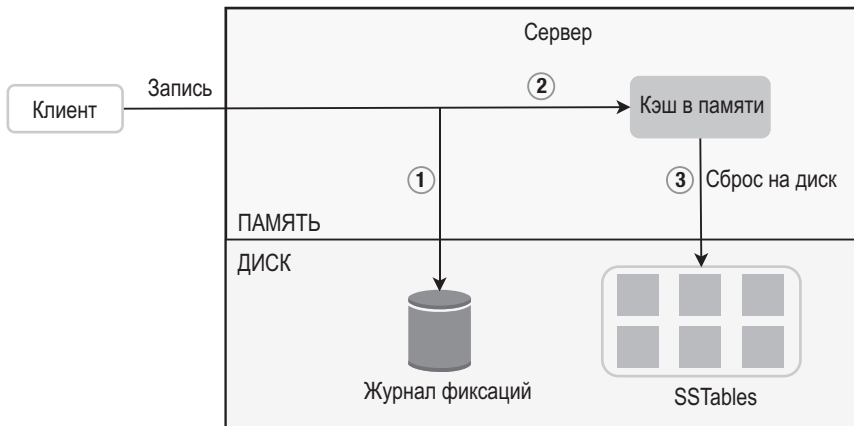 Сервер
Запись
Клиент
2
Кэш в памяти
1
3
Сброс на диск
ПАМЯТЬ
ДИСК
Журнал фиксаций
SSTables